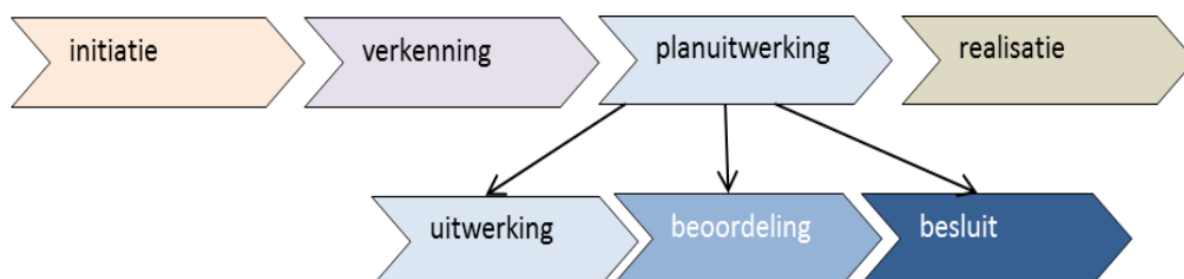 initiatie
verkenning
planuitwerking
realisatie
uitwerking
beoordeling
besluit